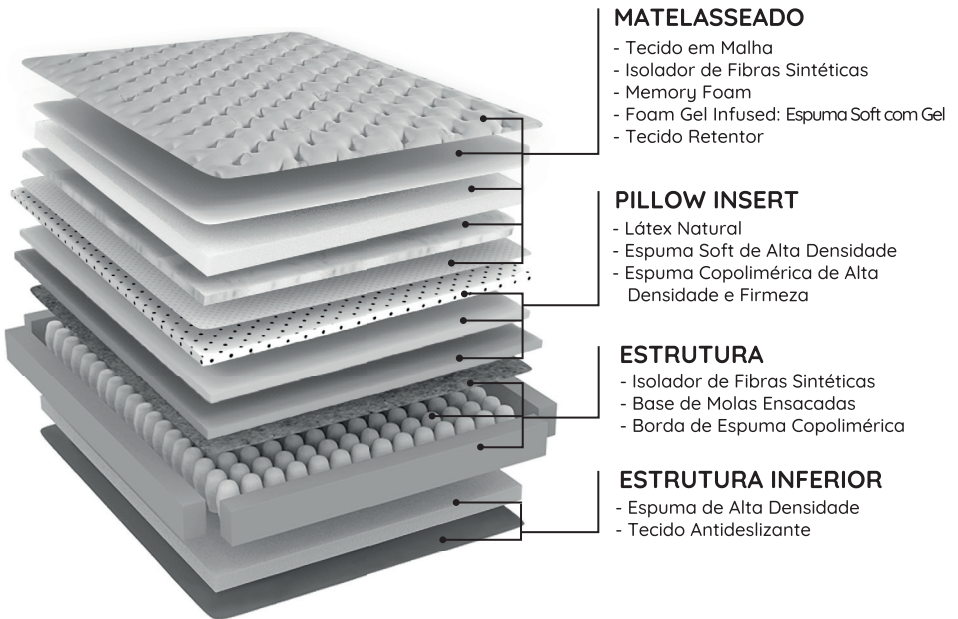 MATELASSEADO
- Tecido em Malha
- Isolador de Fibras Sintéticas
- Memory Foam
- Foam Gel Infused: Espuma Soft com Gel
- Tecido Retentor
PILLOW INSERT
- Látex Natural
- Espuma Soft de Alta Densidade
- Espuma Copolimérica de Alta
Densidade e Firmeza
ESTRUTURA
- Isolador de Fibras Sintéticas
- Base de Molas Ensacadas
- Borda de Espuma Copolimérica
ESTRUTURA INFERIOR
- Espuma de Alta Densidade
- Tecido Antideslizante